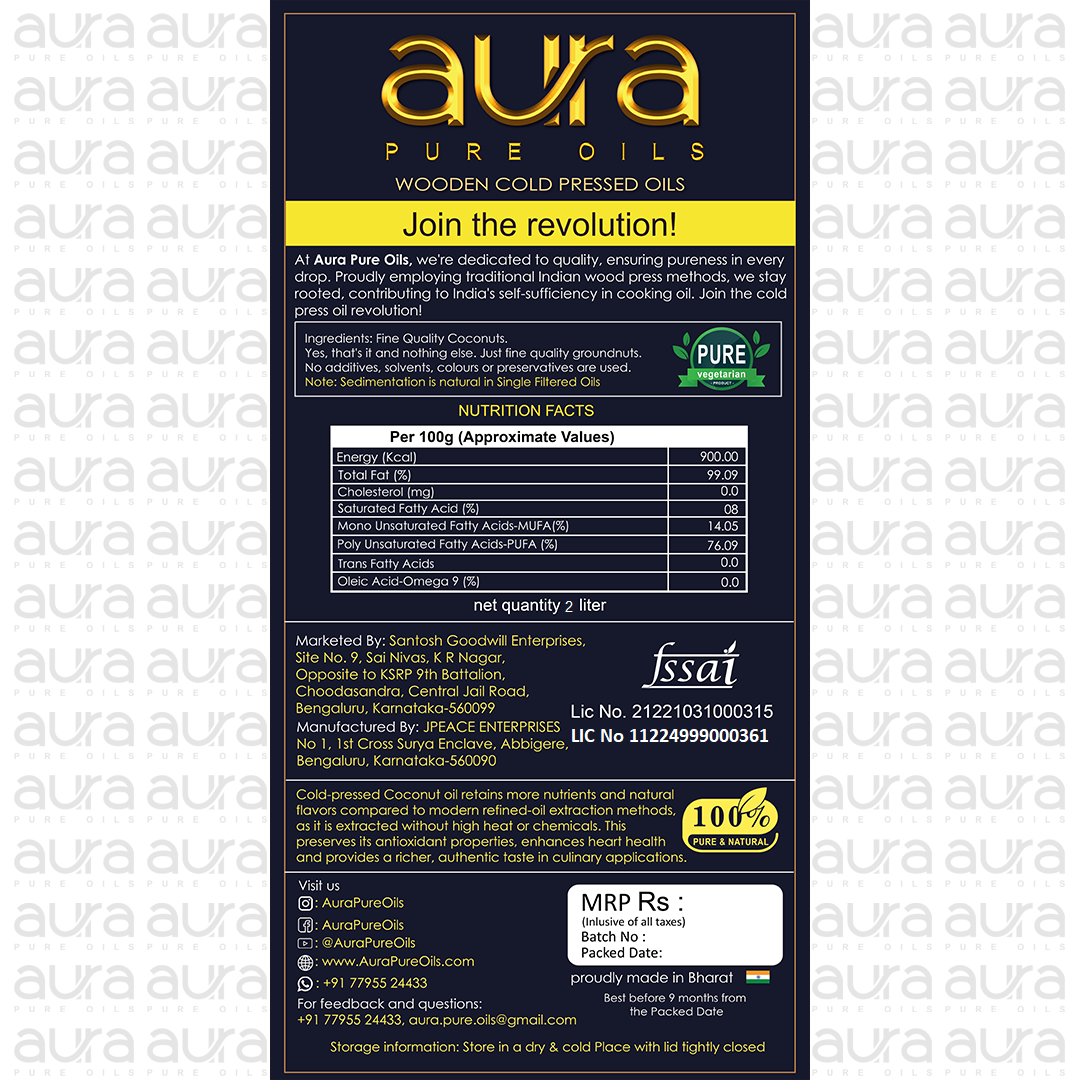 aura
PURE OILS
WOODEN COLD PRESSED OILS
Join the revolution!
At Aura Pure Oils, we're dedicated to quality, ensuring pureness in every
drop. Proudly employing traditional Indian wood press methods, we stay
rooted, contributing to India's self-sufficiency in cooking oil. Join the cold
press oil revolution!
Ingredients: Fine Quality Coconuts.
Yes, that's it and nothing else. Just fine quality groundnuts.
No additives, solvents, colours or preservatives are used.
Note: Sedimentation is natural in Single Filtered Oils
PURE
vegetarian
- PRODUCT -
NUTRITION FACTS
Per 100g (Approximate Values)
Energy (Kcal) 900.00
Total Fat (%) 99.09
Cholesterol (mg) 0.0
Saturated Fatty Acid (%) 08
Mono Unsaturated Fatty Acids-MUFA(%) 14.05
Poly Unsaturated Fatty Acids-PUFA (%) 76.09
Trans Fatty Acids 0.0
Oleic Acid-Omega 9 (%) 0.0
net quantity 2 liter
Marketed By: Santosh Goodwill Enterprises,
Site No. 9, Sai Nivas, K R Nagar,
Opposite to KSRP 9th Battalion,
Choodasandra, Central Jail Road,
Bengaluru, Karnataka-560099
Manufactured By: JPEACE ENTERPRISES
No 1, 1st Cross Surya Enclave, Abbigere,
Bengaluru, Karnataka-560090
fssai
Lic No. 21221031000315
LIC No 11224999000361
Cold-pressed Coconut oil retains more nutrients and natural
flavors compared to modern refined-oil extraction methods,
as it is extracted without high heat or chemicals. This
preserves its antioxidant properties, enhances heart health
and provides a richer, authentic taste in culinary applications.
100%
PURE & NATURAL
Visit us
: AuraPureOils
: AuraPureOils
: @AuraPureOils
: www.AuraPureOils.com
: +91 77955 24433
For feedback and questions:
+91 77955 24433, aura.pure.oils@gmail.com
MRP Rs :
(Inlusive of all taxes)
Batch No :
Packed Date:
proudly made in Bharat
Best before 9 months from
the Packed Date
Storage information: Store in a dry & cold Place with lid tightly closed